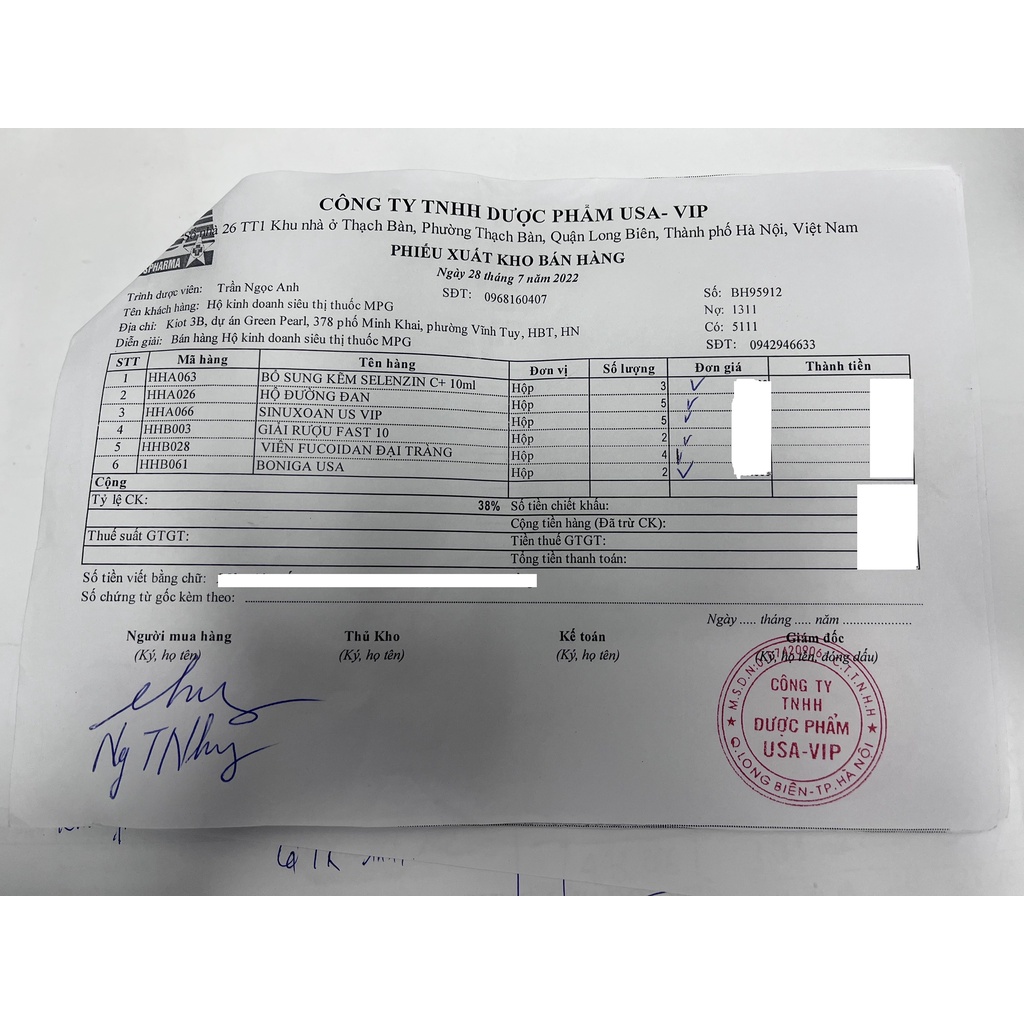 CÔNG TY TNHH DƯỢC PHẨM USA- VIP
nhà 26 TT1 Khu nhà ở Thạch Bàn, Phường Thạch Bàn, Quận Long Biên, Thành phố Hà Nội, Việt Nam
SPHARMA
PHIẾU XUẤT KHO BÁN HÀNG
Ngày 28 tháng 7 năm 2022
Trình dược viên: Trần Ngọc Anh SĐT: 0968160407 Số: BH95912
Tên khách hàng: Hộ kinh doanh siêu thị thuốc MPG Nợ: 1311
Địa chỉ: Kiot 3B, dự án Green Pearl, 378 phố Minh Khai, phường Vĩnh Tuy, HBT, HN Có: 5111
Diễn giải: Bán hàng Hộ kinh doanh siêu thị thuốc MPG SĐT: 0942946633
STT Mã hàng Tên hàng Đơn vị Số lượng Đơn giá Thành tiền
1 HHA063 BỔ SUNG KẼM SELENZIN C+ 10ml Hộp 3
2 HHA026 HỘ ĐƯỜNG ĐAN Hộp 5
3 HHA066 SINUXOAN US VIP Hộp 5
4 HHB003 GIẢI RƯỢU FAST 10 Hộp 2
5 HHB028 VIÊN FUCOIDAN ĐẠI TRÀNG Hộp 4
6 HHB061 BONIGA USA Hộp 2
Cộng
Tỷ lệ CK: 38% Số tiền chiết khấu:
Cộng tiền hàng (Đã trừ CK):
Thuế suất GTGT: Tiền thuế GTGT:
Tổng tiền thanh toán:
Số tiền viết bằng chữ:
Số chứng từ gốc kèm theo:
Ngày ..... tháng ..... năm
Người mua hàng Thủ Kho Kế toán Giám đốc
(Ký, họ tên) (Ký, họ tên) (Ký, họ tên) (Ký, họ tên, đóng dấu)
Ng TNhy
CÔNG TY
TNHH
DƯỢC PHẨM
USA-VIP
Q.LONG BIÊN-TP.HÀ NỘI